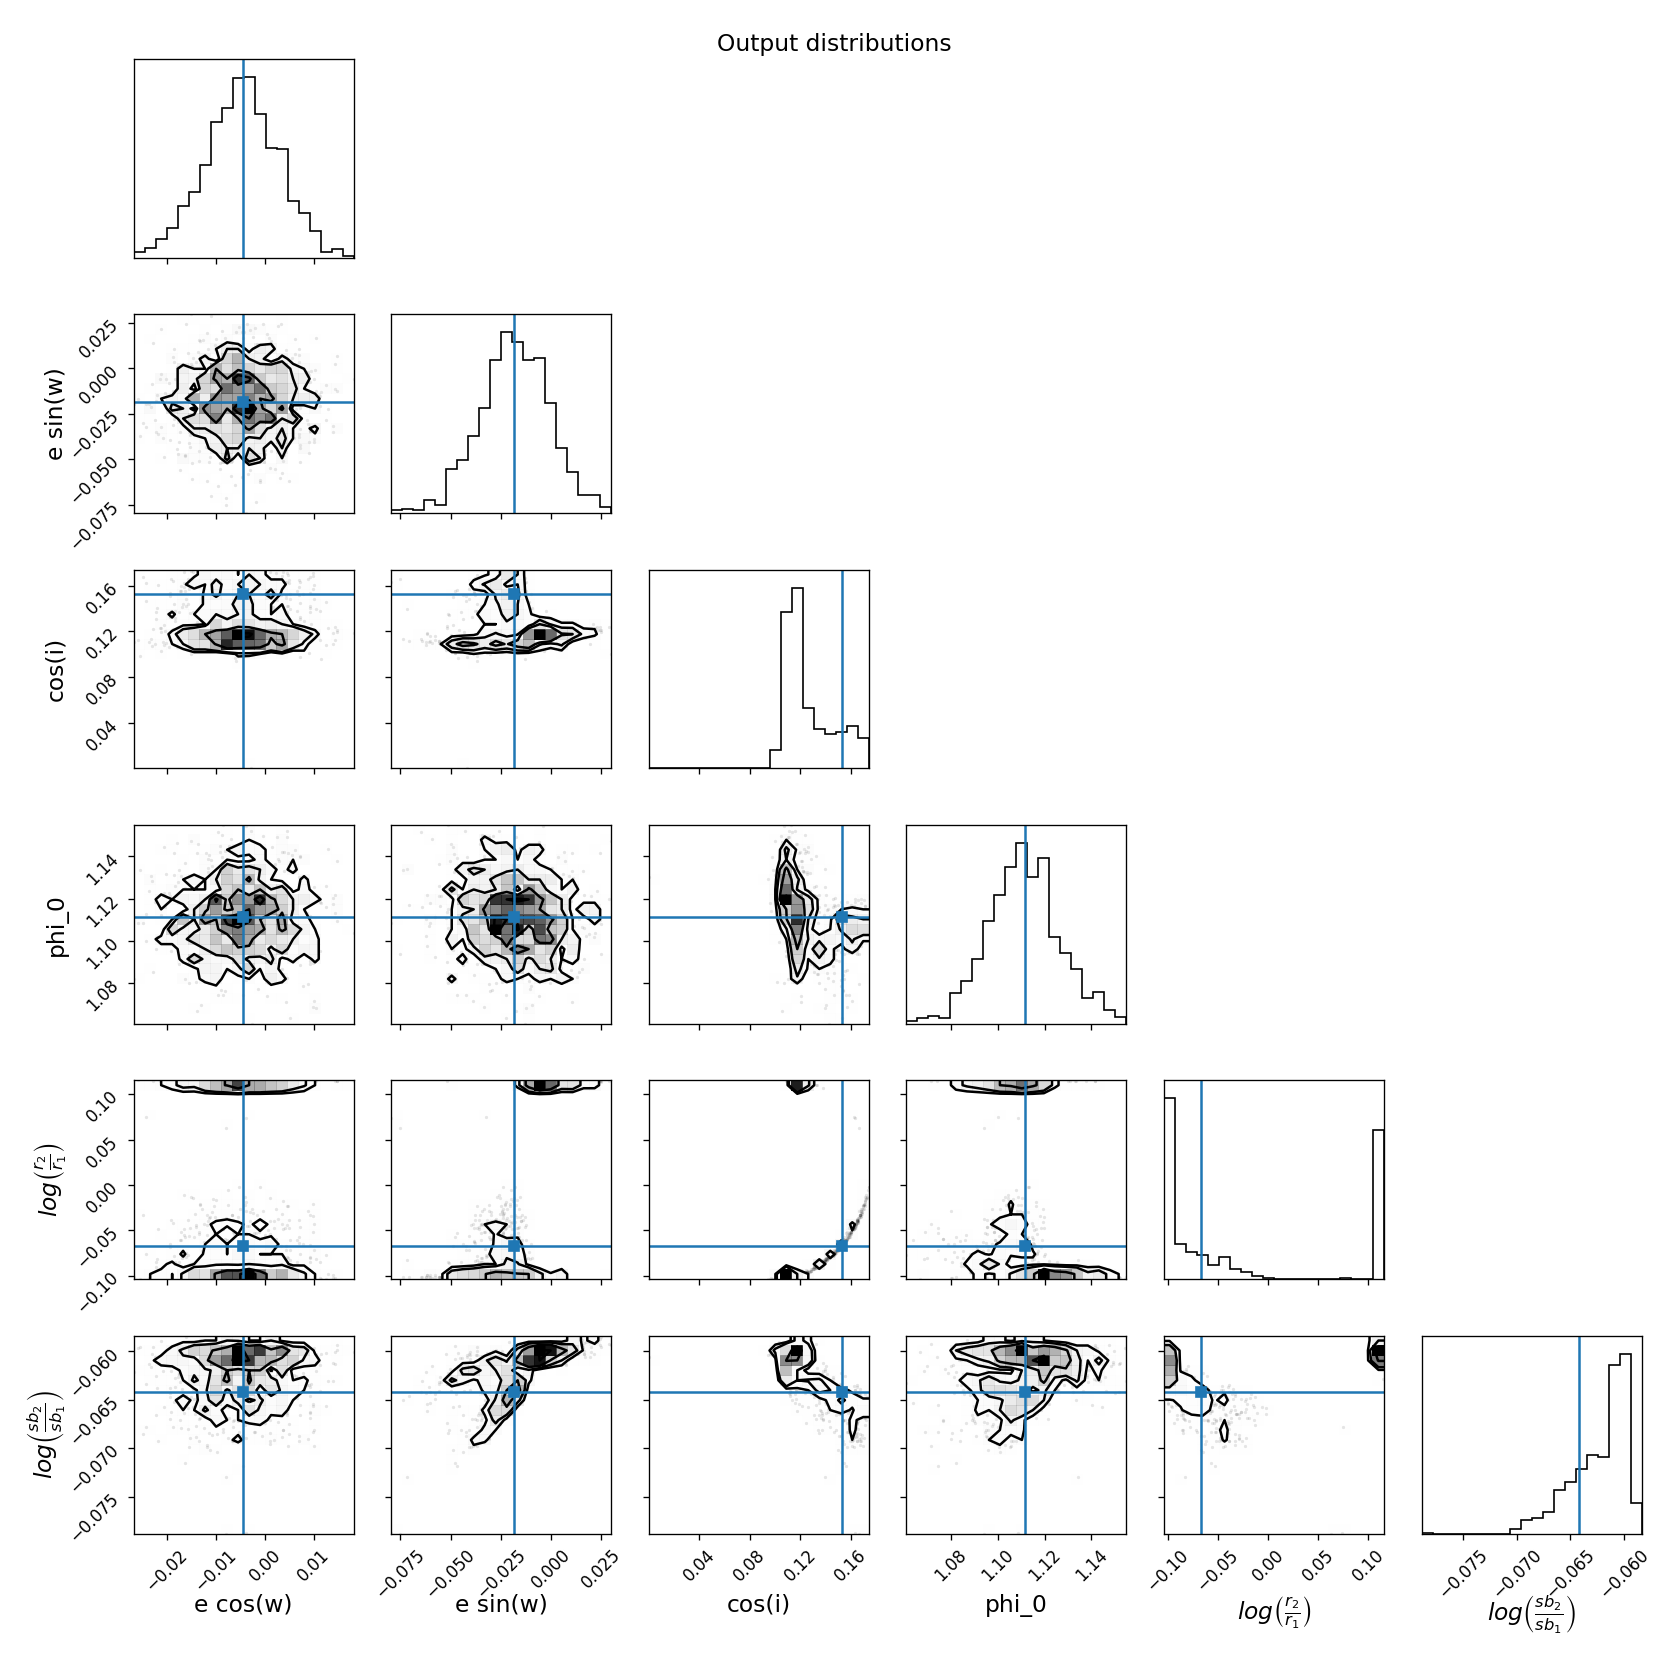 Output distributions
e sin(w)
0.025
0.000
−0.025
−0.050
−0.075
cos(i)
0.16
0.12
0.08
0.04
phi_0
1.14
1.12
1.10
1.08
log(r₂/r₁)
0.10
0.05
0.00
−0.05
−0.10
log(sb₂/sb₁)
−0.060
−0.065
−0.070
−0.075
−0.02 −0.01 0.00 0.01
−0.075 −0.050 −0.025 0.000 0.025
0.04 0.08 0.12 0.16
1.08 1.10 1.12 1.14
−0.10 −0.05 0.00 0.05 0.10
−0.075 −0.070 −0.065 −0.060
e cos(w)
e sin(w)
cos(i)
phi_0
log(r₂/r₁)
log(sb₂/sb₁)